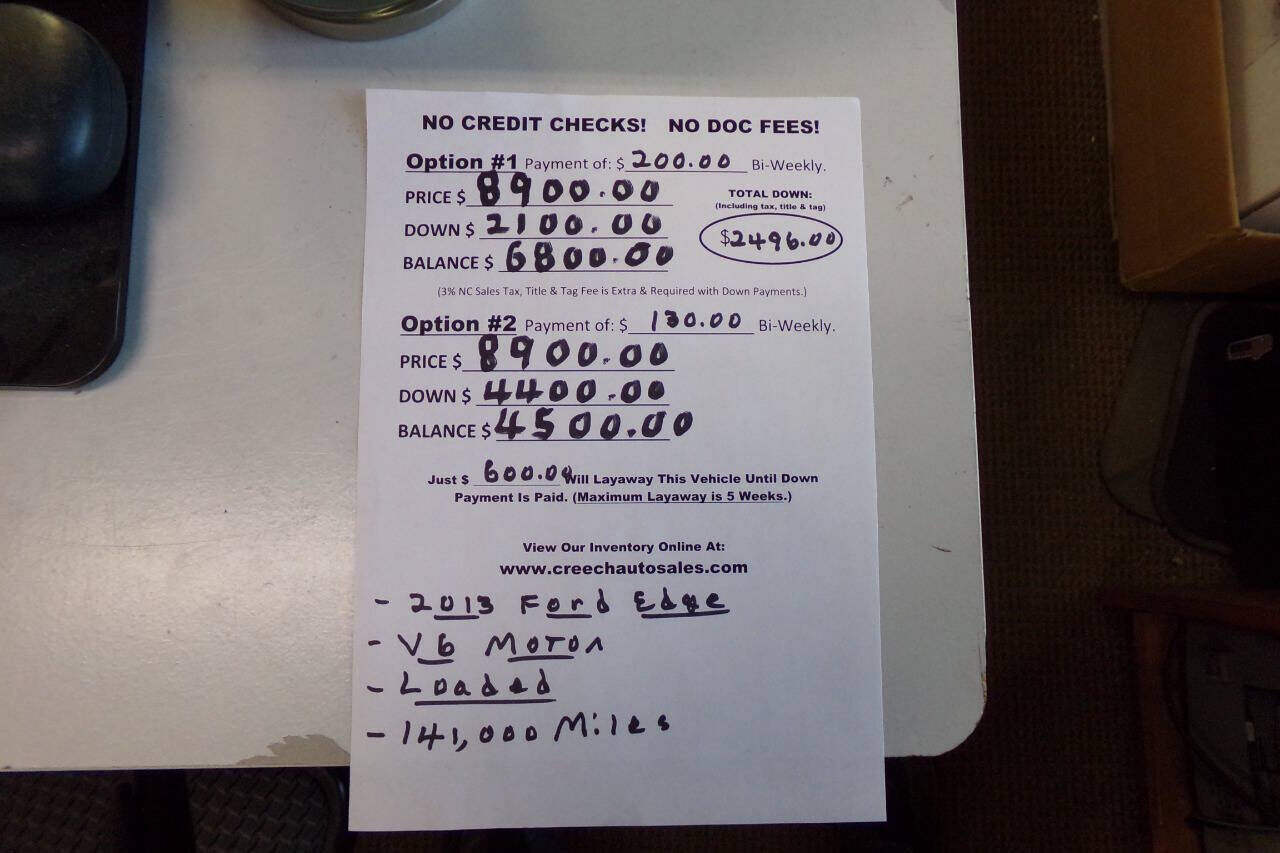 NO CREDIT CHECKS! NO DOC FEES!
Option #1 Payment of: $ 200.00 Bi-Weekly.
PRICE $ 8900.00
TOTAL DOWN:
(Including tax, title & tag)
DOWN $ 2100.00
$2496.00
BALANCE $ 6800.00
(3% NC Sales Tax, Title & Tag Fee is Extra & Required with Down Payments.)
Option #2 Payment of: $ 130.00 Bi-Weekly.
PRICE $ 8900.00
DOWN $ 4400.00
BALANCE $ 4500.00
Just $ 600.00 Will Layaway This Vehicle Until Down
Payment Is Paid. (Maximum Layaway is 5 Weeks.)
View Our Inventory Online At:
www.creechautosales.com
- 2013 Ford Edge
- V6 Motor
- Loaded
- 141,000 Miles